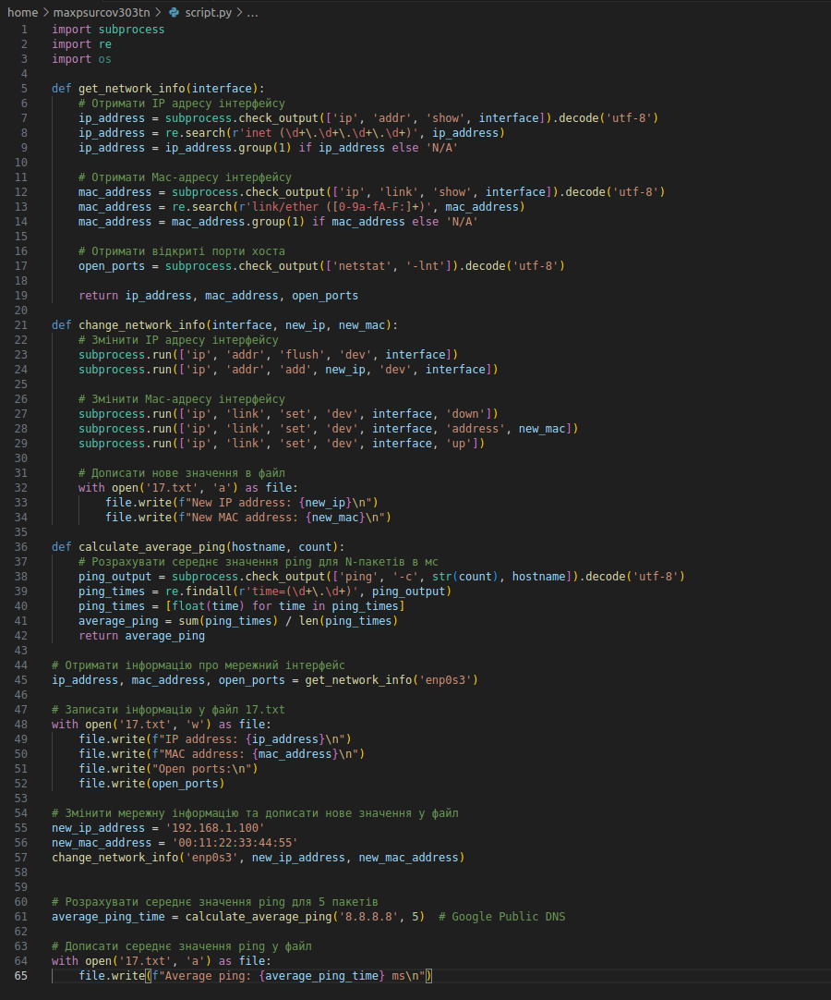 home > maxpsurcov303tn > script.py > ...
1 import subprocess
2 import re
3 import os
4
5 def get_network_info(interface):
6     # Отримати IP адресу інтерфейсу
7     ip_address = subprocess.check_output(['ip', 'addr', 'show', interface]).decode('utf-8')
8     ip_address = re.search(r'inet (\d+\.\d+\.\d+\.\d+)', ip_address)
9     ip_address = ip_address.group(1) if ip_address else 'N/A'
10
11     # Отримати Mac-адресу інтерфейсу
12     mac_address = subprocess.check_output(['ip', 'link', 'show', interface]).decode('utf-8')
13     mac_address = re.search(r'link/ether ([0-9a-fA-F:]+)', mac_address)
14     mac_address = mac_address.group(1) if mac_address else 'N/A'
15
16     # Отримати відкриті порти хоста
17     open_ports = subprocess.check_output(['netstat', '-lnt']).decode('utf-8')
18
19     return ip_address, mac_address, open_ports
20
21 def change_network_info(interface, new_ip, new_mac):
22     # Змінити IP адресу інтерфейсу
23     subprocess.run(['ip', 'addr', 'flush', 'dev', interface])
24     subprocess.run(['ip', 'addr', 'add', new_ip, 'dev', interface])
25
26     # Змінити Mac-адресу інтерфейсу
27     subprocess.run(['ip', 'link', 'set', 'dev', interface, 'down'])
28     subprocess.run(['ip', 'link', 'set', 'dev', interface, 'address', new_mac])
29     subprocess.run(['ip', 'link', 'set', 'dev', interface, 'up'])
30
31     # Дописати нове значення в файл
32     with open('17.txt', 'a') as file:
33         file.write(f"New IP address: {new_ip}\n")
34         file.write(f"New MAC address: {new_mac}\n")
35
36 def calculate_average_ping(hostname, count):
37     # Розрахувати середнє значення ping для N-пакетів в мс
38     ping_output = subprocess.check_output(['ping', '-c', str(count), hostname]).decode('utf-8')
39     ping_times = re.findall(r'time=(\d+\.\d+)', ping_output)
40     ping_times = [float(time) for time in ping_times]
41     average_ping = sum(ping_times) / len(ping_times)
42     return average_ping
43
44 # Отримати інформацію про мережний інтерфейс
45 ip_address, mac_address, open_ports = get_network_info('enp0s3')
46
47 # Записати інформацію у файл 17.txt
48 with open('17.txt', 'w') as file:
49     file.write(f"IP address: {ip_address}\n")
50     file.write(f"MAC address: {mac_address}\n")
51     file.write("Open ports:\n")
52     file.write(open_ports)
53
54 # Змінити мережну інформацію та дописати нове значення у файл
55 new_ip_address = '192.168.1.100'
56 new_mac_address = '00:11:22:33:44:55'
57 change_network_info('enp0s3', new_ip_address, new_mac_address)
58
59
60 # Розрахувати середнє значення ping для 5 пакетів
61 average_ping_time = calculate_average_ping('8.8.8.8', 5)  # Google Public DNS
62
63 # Дописати середнє значення ping у файл
64 with open('17.txt', 'a') as file:
65     file.write(f"Average ping: {average_ping_time} ms\n")